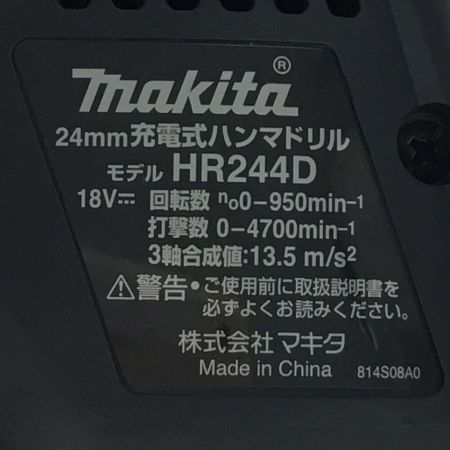 makita®
24mm充電式ハンマドリル
モデル HR244D
18V⎓ 回転数 n₀0-950min⁻¹
打撃数 0-4700min⁻¹
3軸合成値:13.5 m/s²
⚠警告・ご使用前に取扱説明書を
必ずよくお読みください。
株式会社マキタ
Made in China 814S08A0